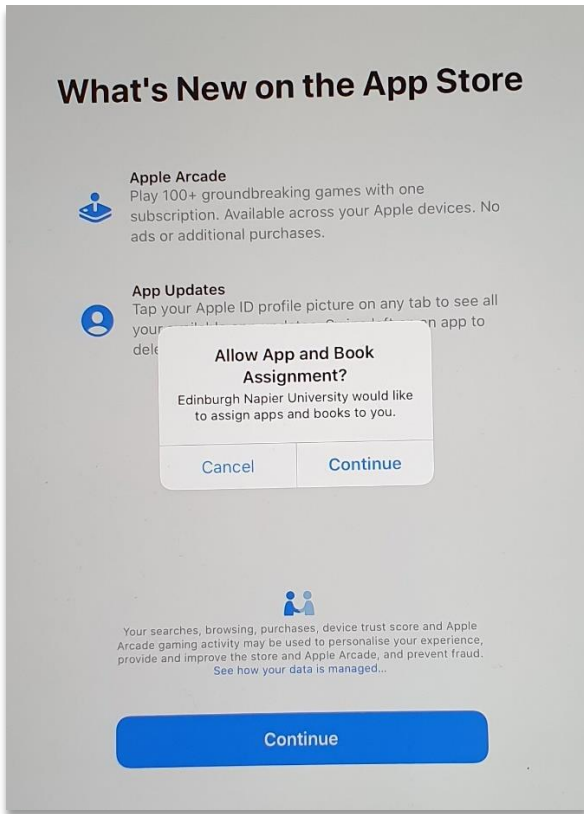 What's New on the App Store
Apple Arcade
Play 100+ groundbreaking games with one
subscription. Available across your Apple devices. No
ads or additional purchases.
App Updates
Tap your Apple ID profile picture on any tab to see all
your
an app to
dele
Allow App and Book
Assignment?
Edinburgh Napier University would like
to assign apps and books to you.
Cancel
Continue
Your searches, browsing, purchases, device trust score and Apple
Arcade gaming activity may be used to personalise your experience,
provide and improve the store and Apple Arcade, and prevent fraud.
See how your data is managed...
Continue